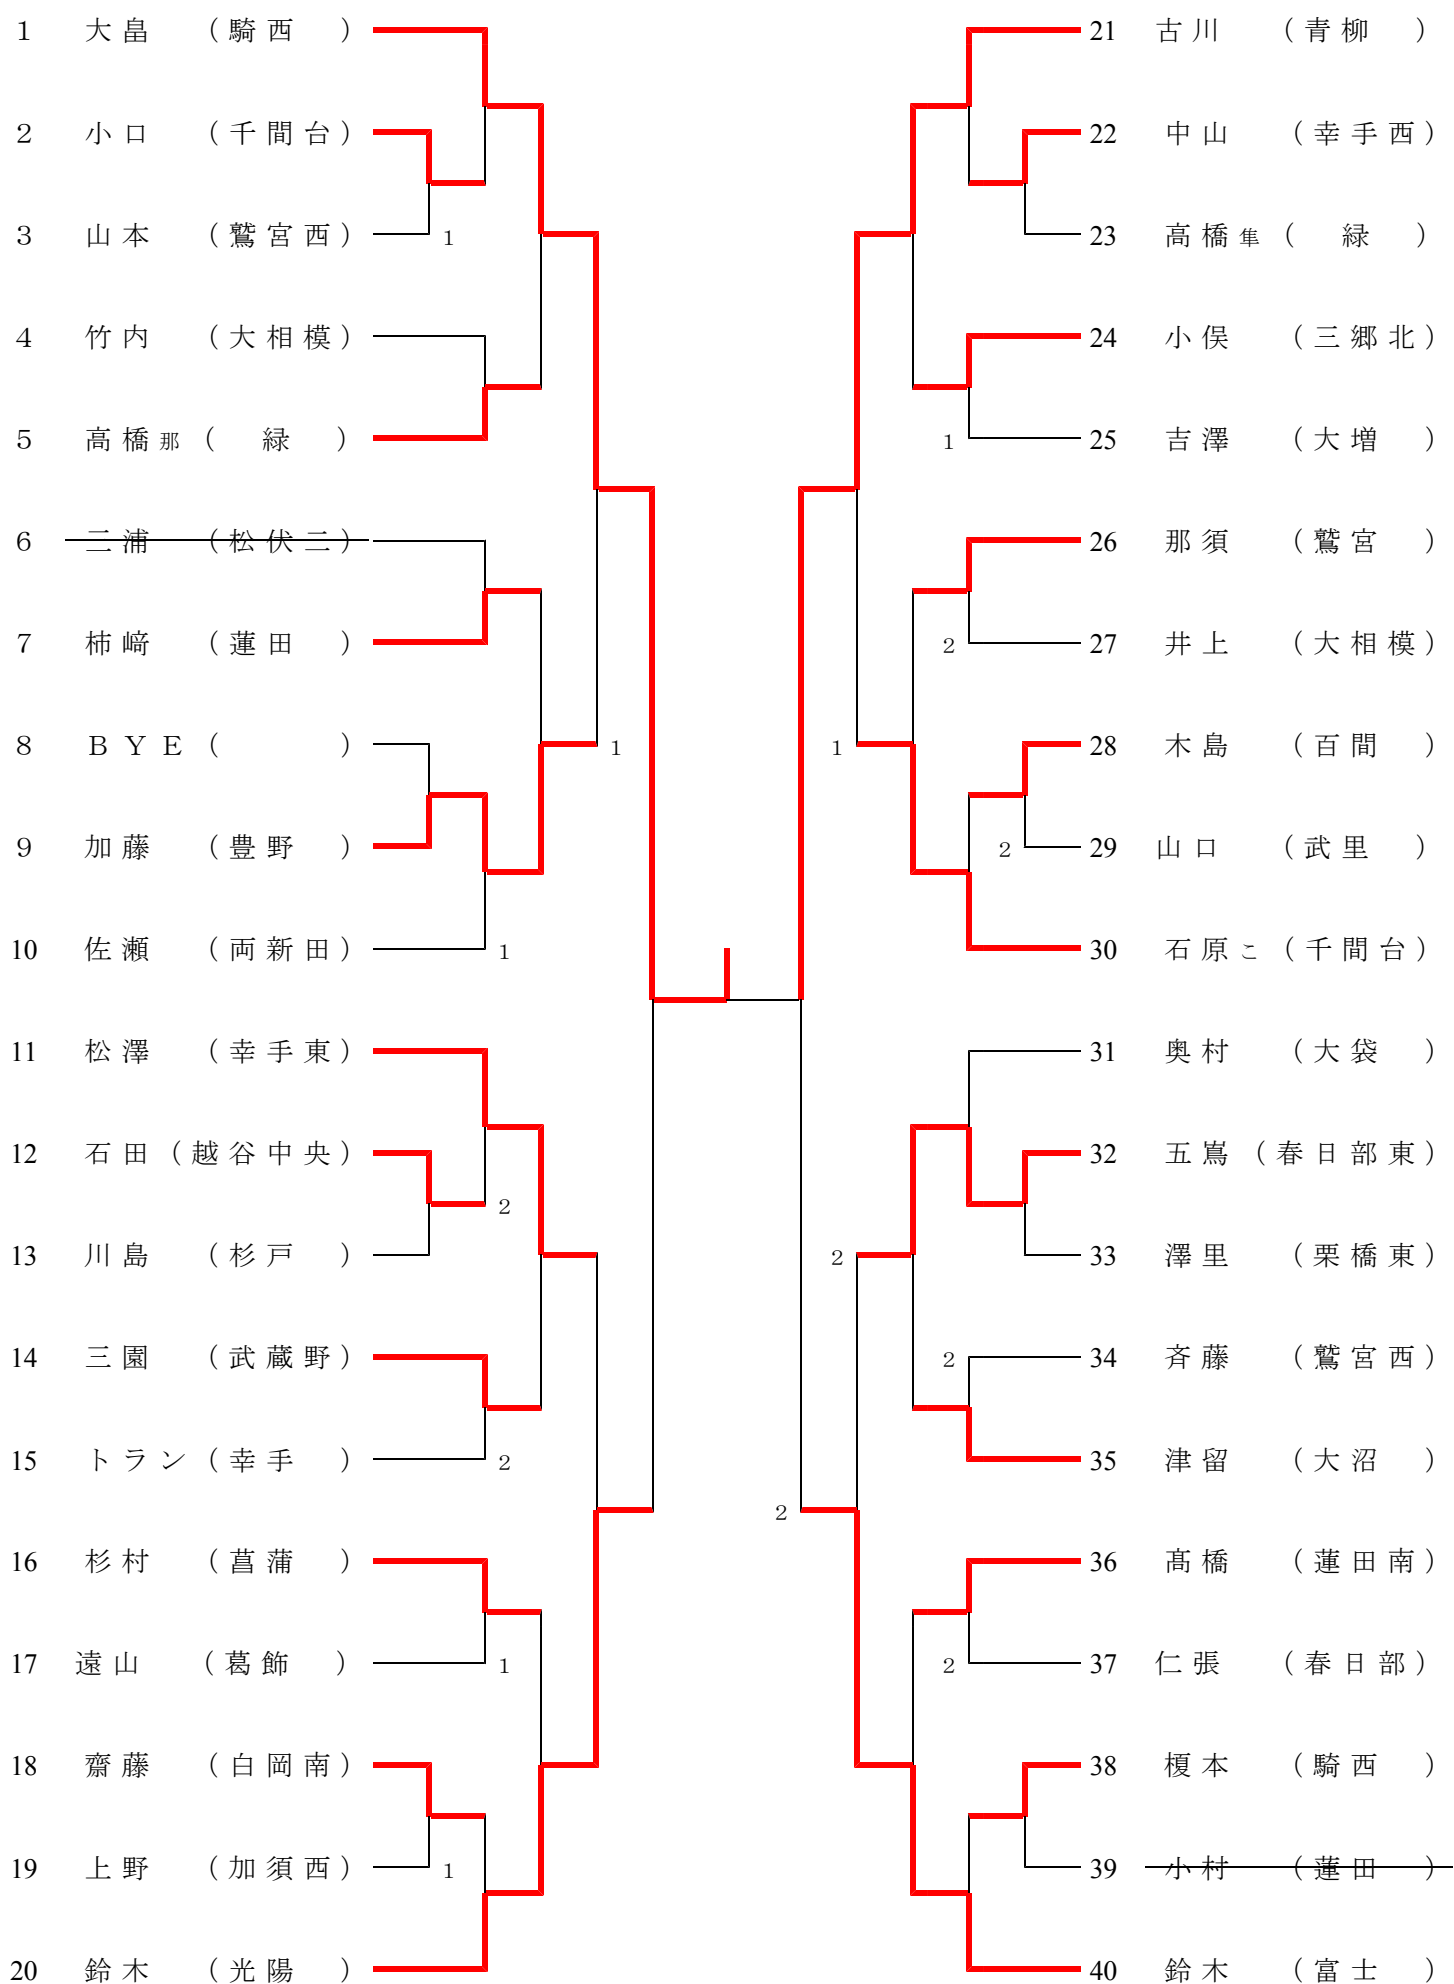 1 大畠 （騎西 ）
2 小口 （千間台）
3 山本 （鷲宮西） 1
4 竹内 （大相模）
5 高橋那 （ 緑 ）
6 三浦 （松伏二）
7 柿﨑 （蓮田 ）
8 ＢＹＥ（ ） 1
9 加藤 （豊野 ）
10 佐瀬 （両新田） 1
11 松澤 （幸手東）
12 石田（越谷中央） 2
13 川島 （杉戸 ）
14 三園 （武蔵野）
15 トラン（幸手 ） 2
16 杉村 （菖蒲 ）
17 遠山 （葛飾 ） 1
18 齋藤 （白岡南）
19 上野 （加須西） 1
20 鈴木 （光陽 ）
21 古川 （青柳 ）
22 中山 （幸手西）
23 高橋隼 （ 緑 ）
24 小俣 （三郷北）
1 25 吉澤 （大増 ）
26 那須 （鷲宮 ）
2 27 井上 （大相模）
1 28 木島 （百間 ）
2 29 山口 （武里 ）
30 石原こ （千間台）
31 奥村 （大袋 ）
32 五嶌 （春日部東）
2 33 澤里 （栗橋東）
2 34 斉藤 （鷲宮西）
35 津留 （大沼 ）
2
36 髙橋 （蓮田南）
2 37 仁張 （春日部）
38 榎本 （騎西 ）
39 小村 （蓮田 ）
40 鈴木 （富士 ）